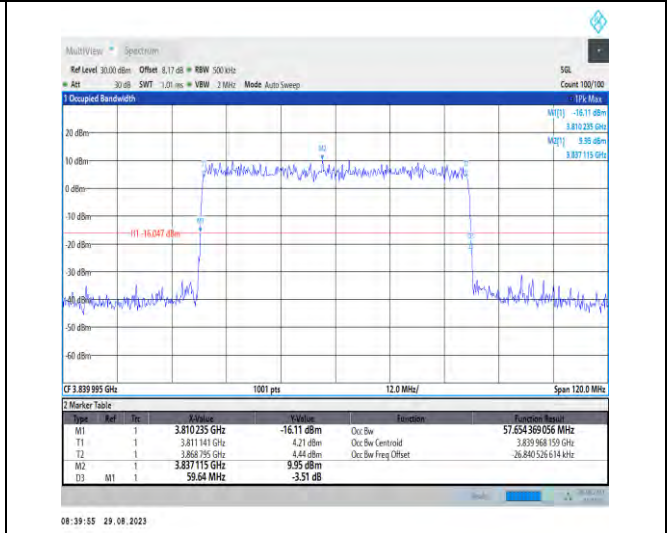 MultiView Spectrum
Ref Level 30.00 dBm Offset 8.17 dB RBW 500 kHz SGL
Att 30 dB SWT 1.01 ms VBW 2 MHz Mode Auto Sweep Count 100/100
1 Occupied Bandwidth 1Pk Max
M1[1] -16.11 dBm
3.810 235 GHz
M2[1] 9.95 dBm
3.837 115 GHz
20 dBm
M2
10 dBm
0 dBm
-10 dBm
H1 -16.047 dBm
-20 dBm
-30 dBm
-40 dBm
-50 dBm
-60 dBm
CF 3.839 995 GHz 1001 pts 12.0 MHz/ Span 120.0 MHz
2 Marker Table
Type Ref Trc X-Value Y-Value Function Function Result
M1 1 3.810 235 GHz -16.11 dBm Occ Bw 57.654 369 056 MHz
T1 1 3.811 141 GHz 4.21 dBm Occ Bw Centroid 3.839 968 159 GHz
T2 1 3.868 795 GHz 4.44 dBm Occ Bw Freq Offset -26.840 526 614 kHz
M2 1 3.837 115 GHz 9.95 dBm
D3 M1 1 59.64 MHz -3.51 dB
08:39:55 29.08.2023